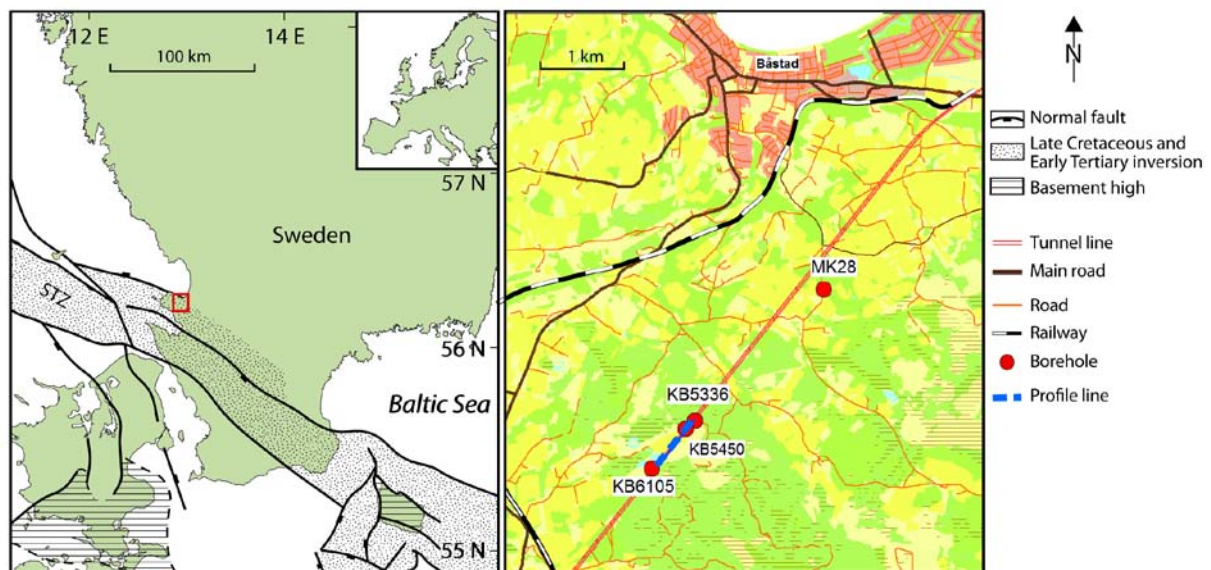 12 E
14 E
100 km
57 N
Sweden
STZ
56 N
Baltic Sea
55 N
1 km
Båstad
MK28
KB5336
KB5450
KB6105
N
Normal fault
Late Cretaceous and
Early Tertiary inversion
Basement high
Tunnel line
Main road
Road
Railway
Borehole
Profile line